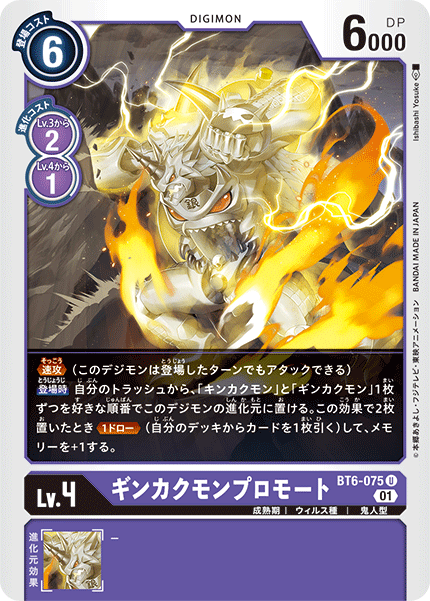 登場コスト
6
DIGIMON
6000
DP
進化コスト
Lv.3から
2
Lv.4から
1
Ishibashi Yosuke
©本郷あきよし・フジテレビ・東映アニメーション BANDAI MADE IN JAPAN
速攻 (このデジモンは登場したターンでもアタックできる)
登場時 自分のトラッシュから、「キンカクモン」と「ギンカクモン」1枚
ずつを好きな順番でこのデジモンの進化元に置ける。この効果で2枚
置いたとき 1ドロー (自分のデッキからカードを1枚引く)して、メモ
リーを+1する。
Lv.4
ギンカクモンプロモート
BT6-075 U
01
成熟期 | ウィルス種 | 鬼人型
進化元効果
–